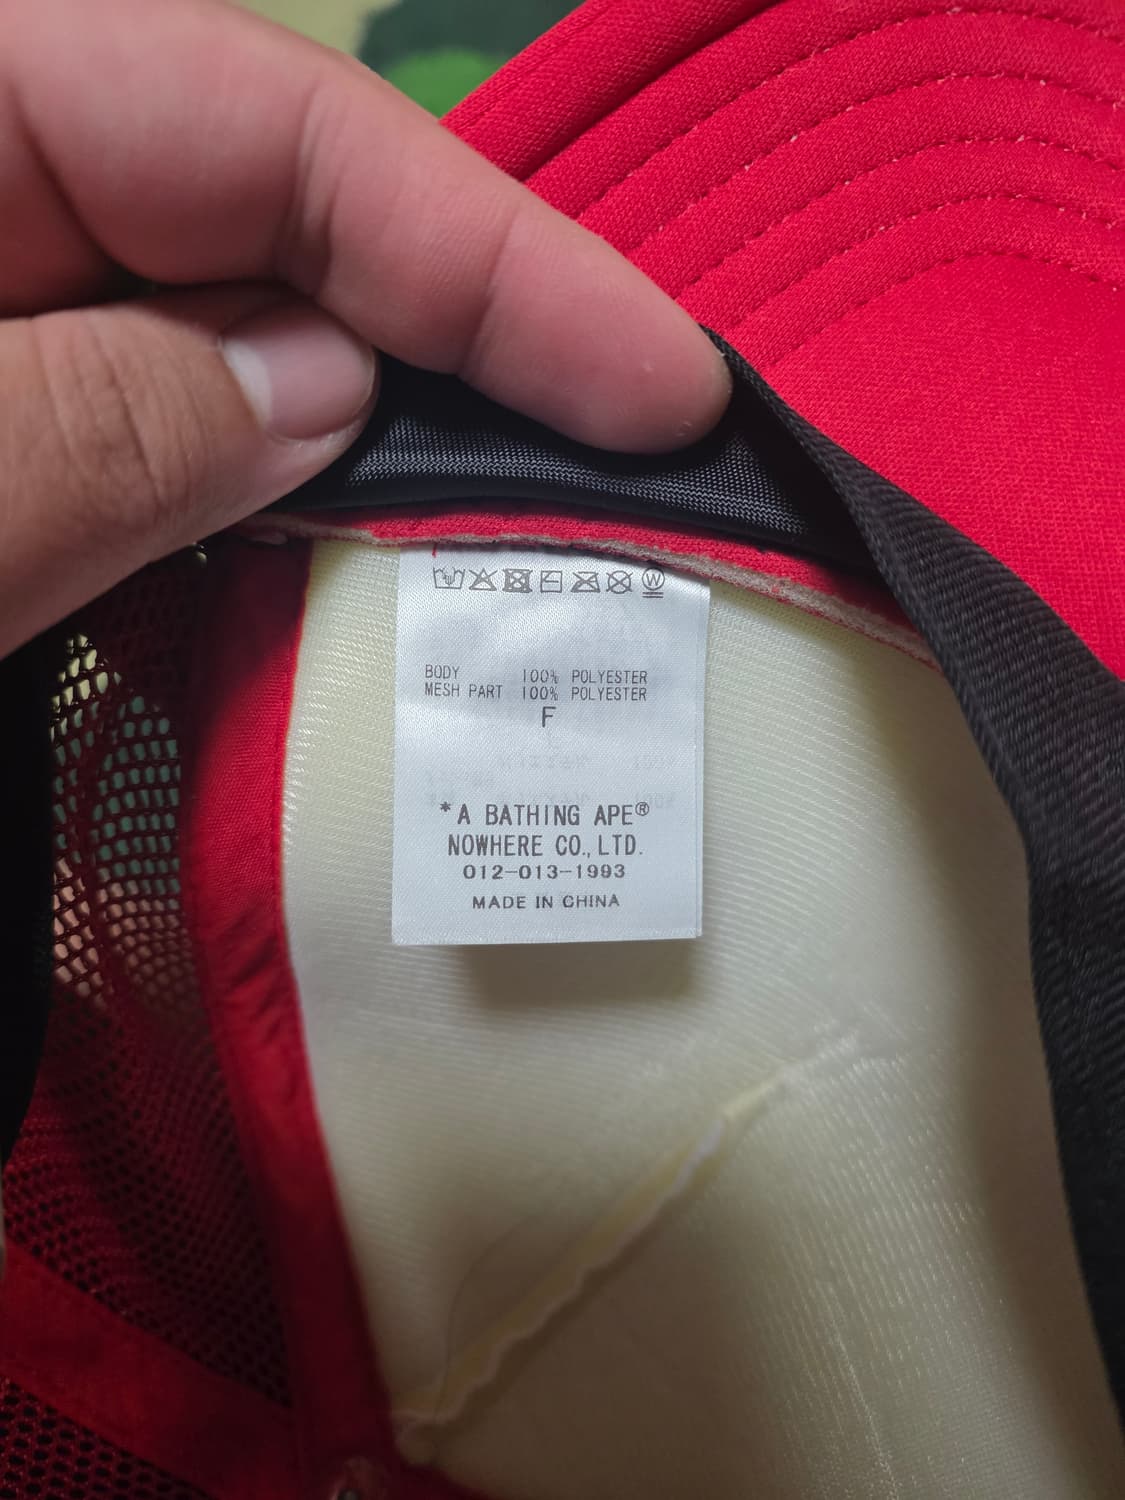 W
BODY 100% POLYESTER
MESH PART 100% POLYESTER
F
*A BATHING APE®
NOWHERE CO., LTD.
012-013-1993
MADE IN CHINA